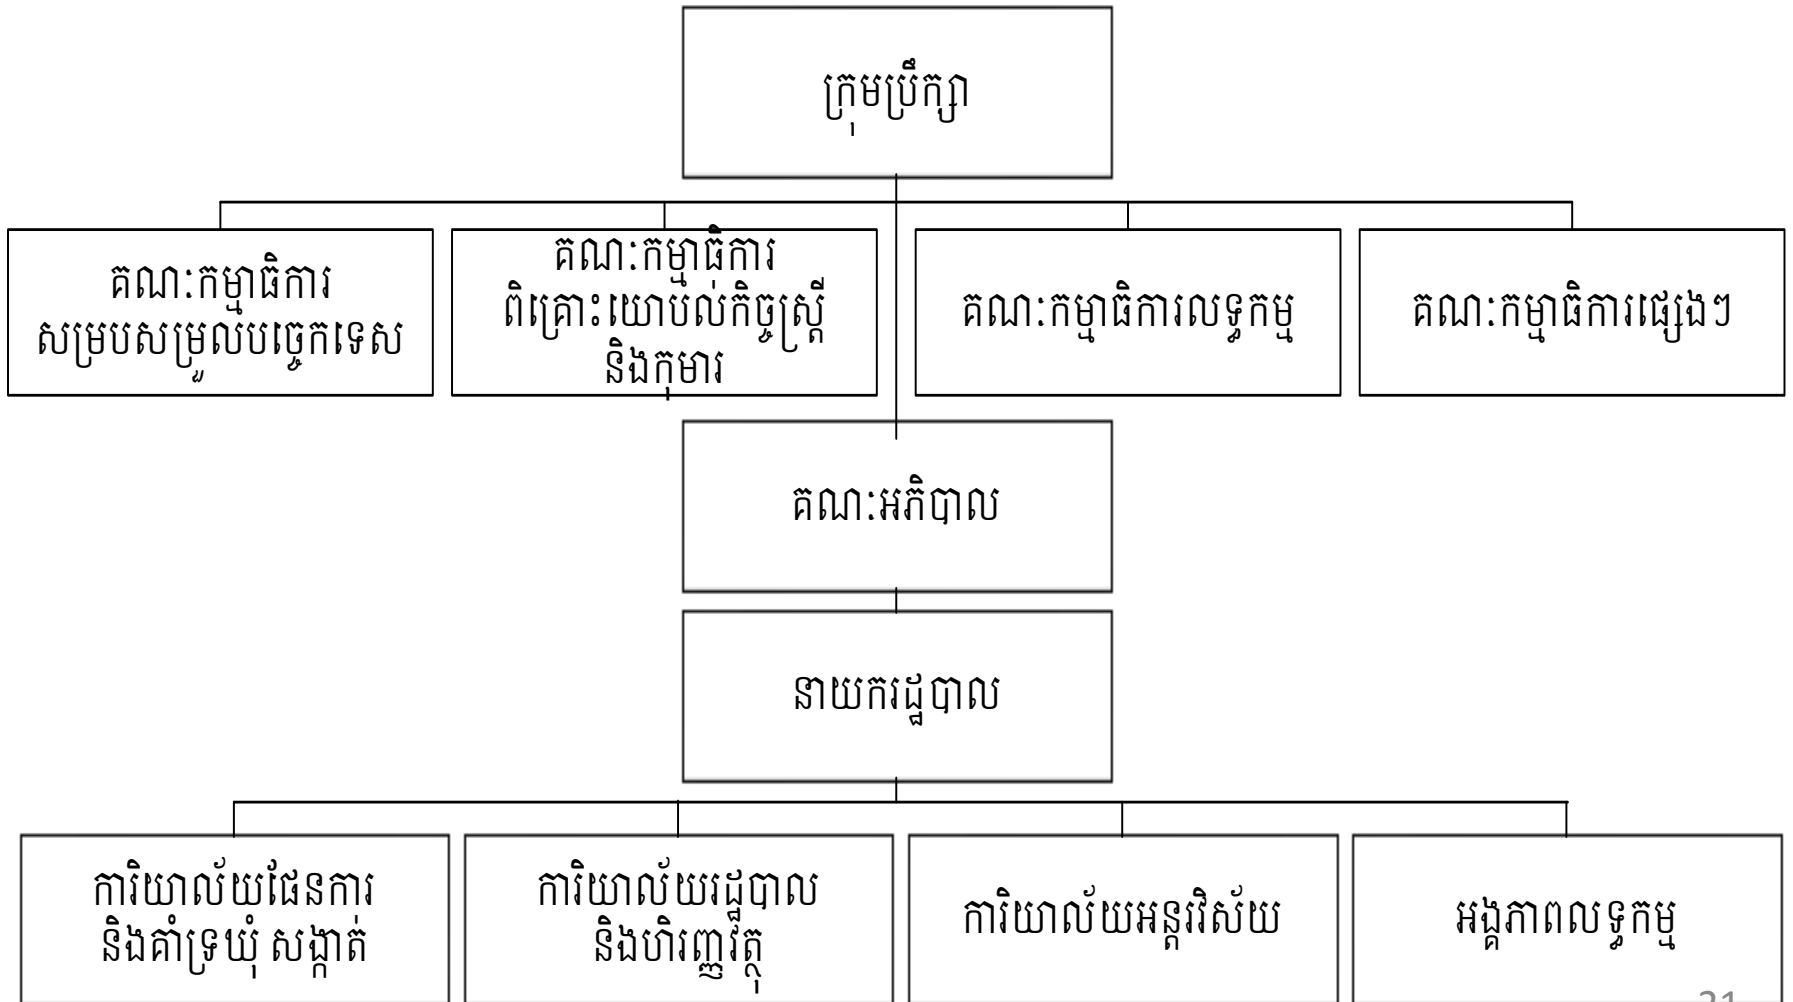 ក្រុមប្រឹក្សា
គណៈកម្មាធិការ
សម្របសម្រួលបច្ចេកទេស
គណៈកម្មាធិការ
ពិគ្រោះយោបល់កិច្ចស្ត្រី
និងកុមារ
គណៈកម្មាធិការលទ្ធកម្ម
គណៈកម្មាធិការផ្សេងៗ
គណៈអភិបាល
នាយករដ្ឋបាល
ការិយាល័យផែនការ
និងគាំទ្រឃុំ សង្កាត់
ការិយាល័យរដ្ឋបាល
និងហិរញ្ញវត្ថុ
ការិយាល័យអន្តរវិស័យ
អង្គភាពលទ្ធកម្ម